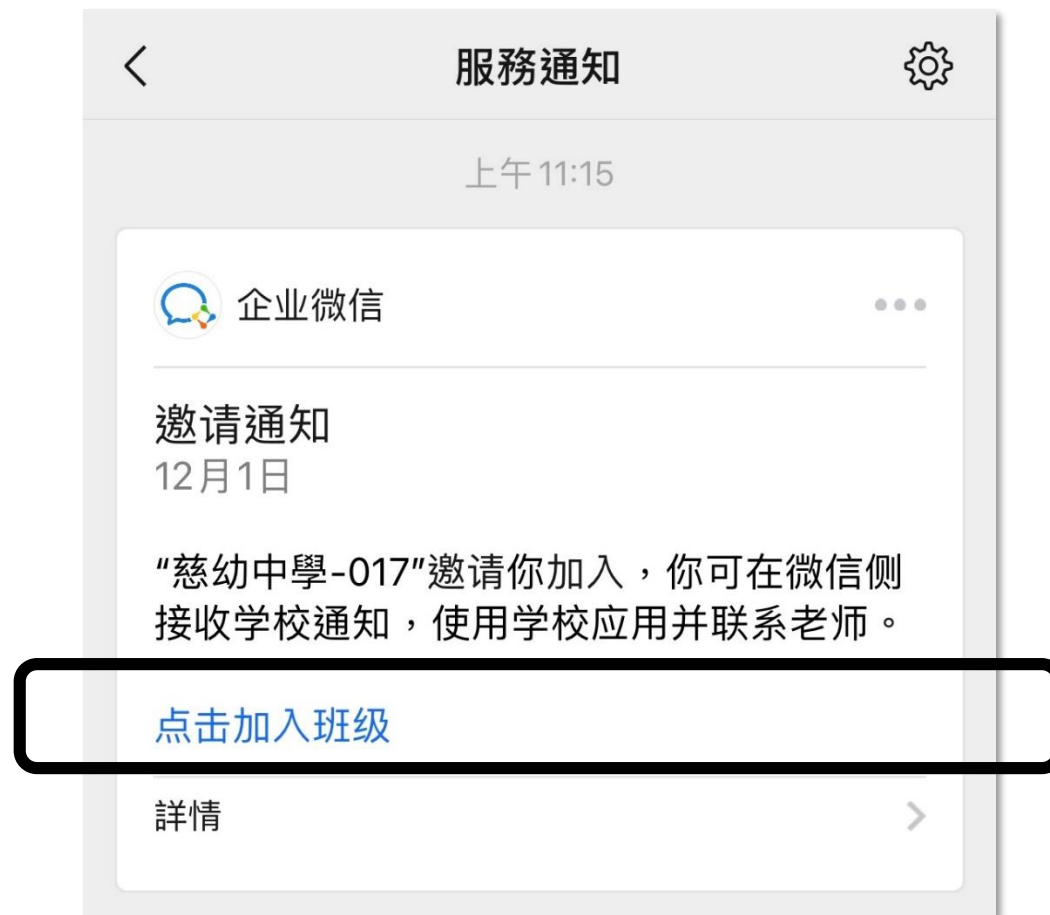 服務通知
上午 11:15
企业微信
邀请通知
12月1日
“慈幼中學-017”邀请你加入，你可在微信侧
接收学校通知，使用学校应用并联系老师。
点击加入班级
詳情